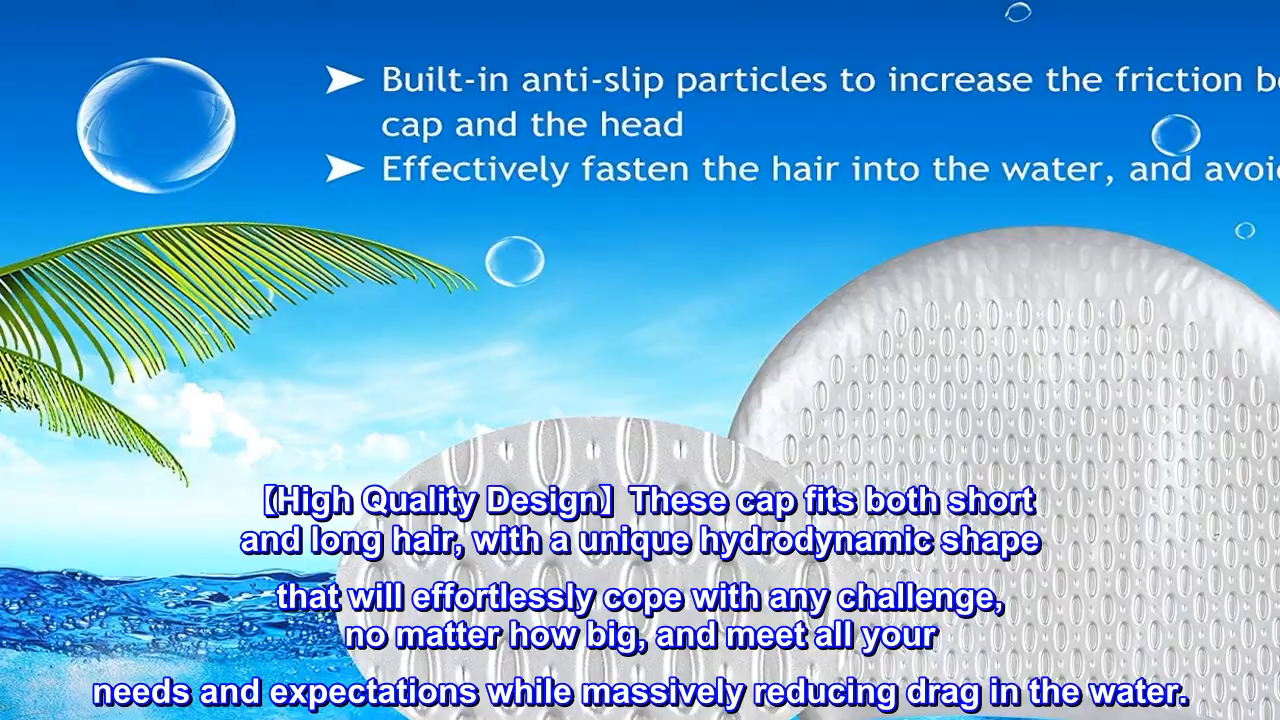 Built-in anti-slip particles to increase the friction
cap and the head
Effectively fasten the hair into the water, and
【High Quality Design】These cap fits both short
and long hair, with a unique hydrodynamic shape
that will effortlessly cope with any challenge,
no matter how big, and meet all your
needs and expectations while massively reducing drag in the water.